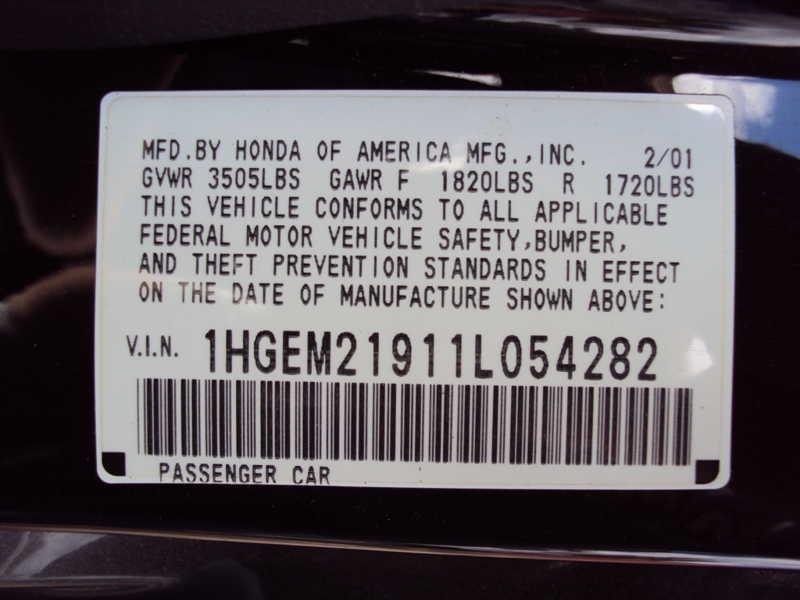 MFD.BY HONDA OF AMERICA MFG.,INC. 2/01
GVWR 3505LBS GAWR F 1820LBS R 1720LBS
THIS VEHICLE CONFORMS TO ALL APPLICABLE
FEDERAL MOTOR VEHICLE SAFETY,BUMPER,
AND THEFT PREVENTION STANDARDS IN EFFECT
ON THE DATE OF MANUFACTURE SHOWN ABOVE:
V.I.N. 1HGEM21911L054282
PASSENGER CAR